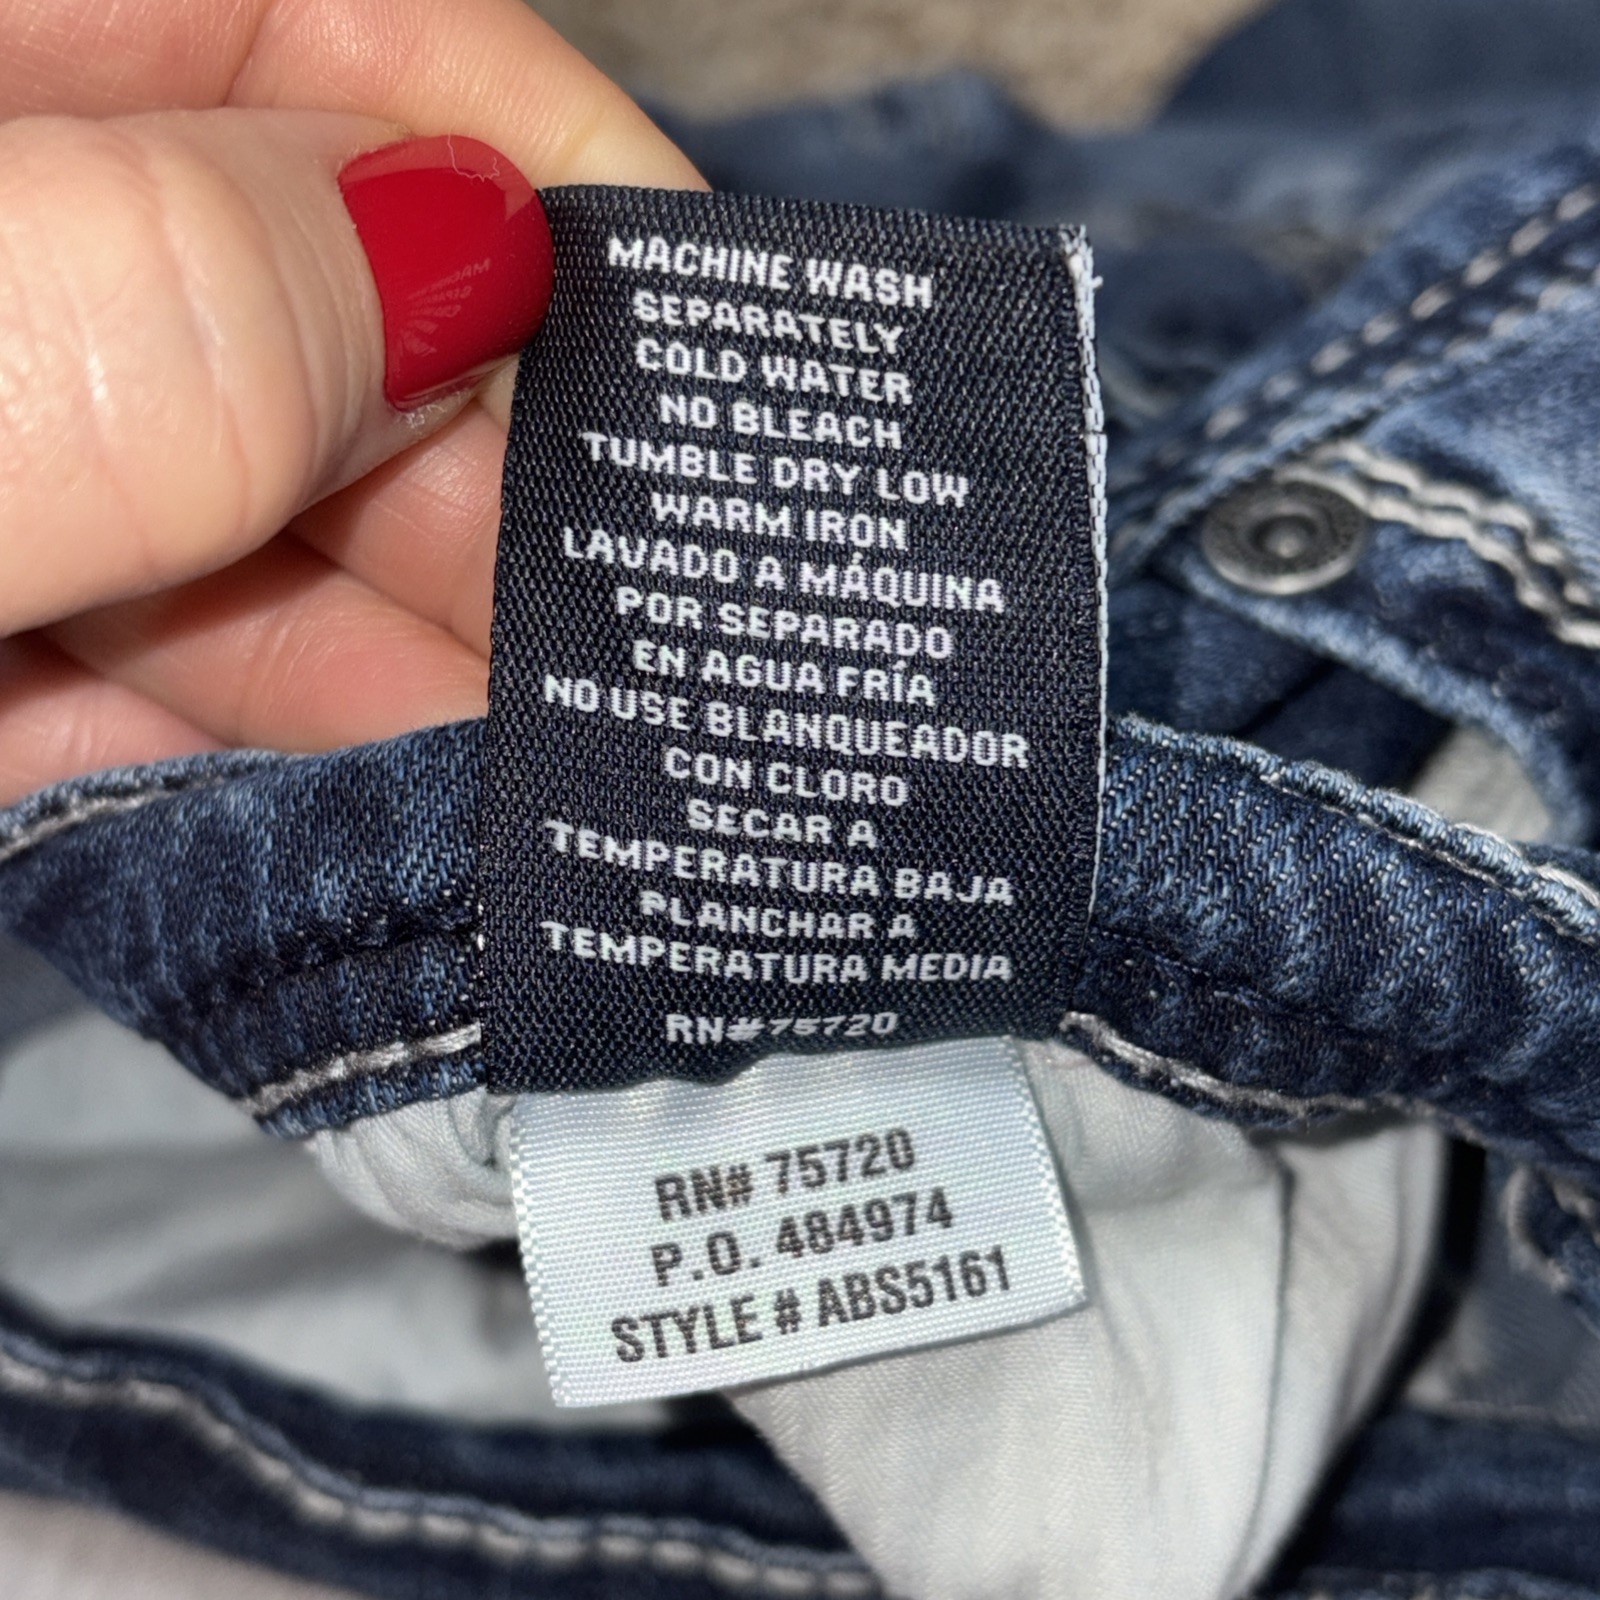 MACHINE WASH
SEPARATELY
COLD WATER
NO BLEACH
TUMBLE DRY LOW
WARM IRON
LAVADO A MÁQUINA
POR SEPARADO
EN AGUA FRÍA
NO USE BLANQUEADOR
CON CLORO
SECAR A
TEMPERATURA BAJA
PLANCHAR A
TEMPERATURA MEDIA
RN#75720
RN# 75720
P.O. 484974
STYLE # ABS5161